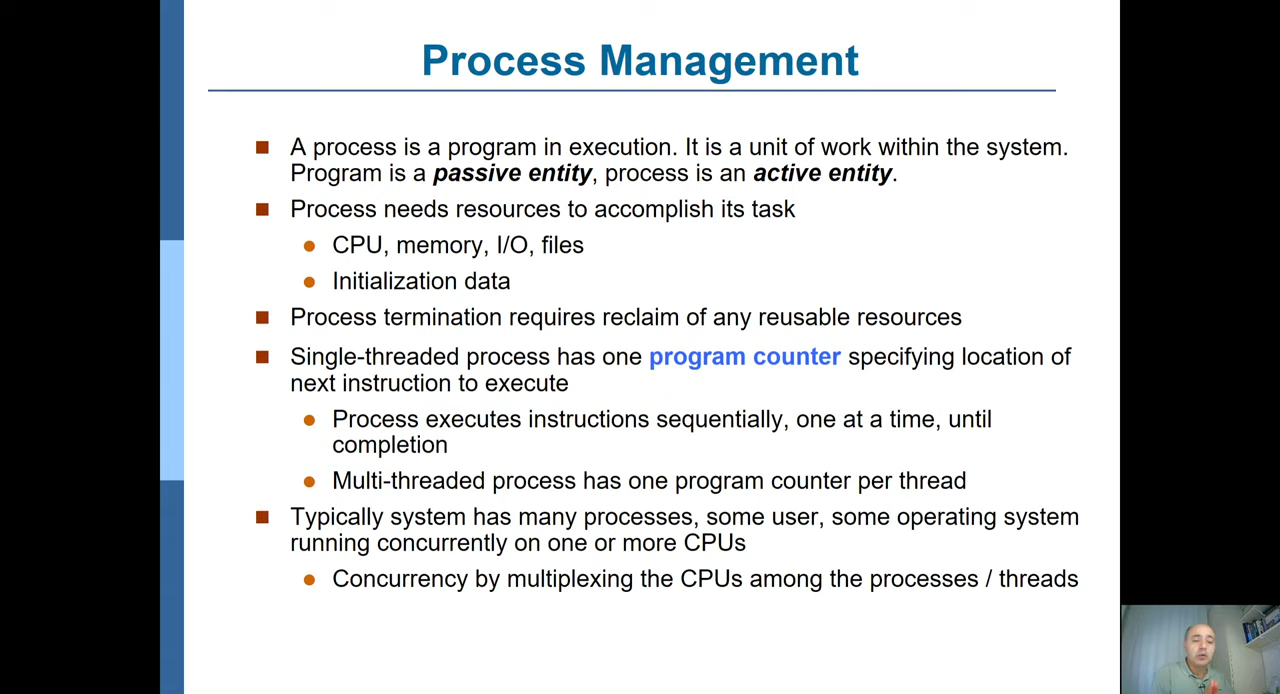 Process Management
A process is a program in execution. It is a unit of work within the system.
Program is a passive entity, process is an active entity.
Process needs resources to accomplish its task
CPU, memory, I/O, files
Initialization data
Process termination requires reclaim of any reusable resources
Single-threaded process has one program counter specifying location of
next instruction to execute
Process executes instructions sequentially, one at a time, until
completion
Multi-threaded process has one program counter per thread
Typically system has many processes, some user, some operating system
running concurrently on one or more CPUs
Concurrency by multiplexing the CPUs among the processes / threads